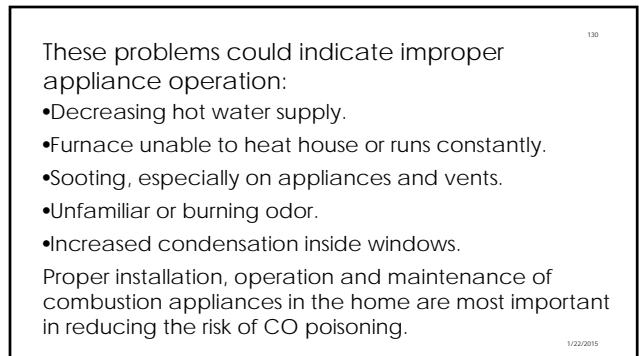 130
These problems could indicate improper
appliance operation:
•Decreasing hot water supply.
•Furnace unable to heat house or runs constantly.
•Sooting, especially on appliances and vents.
•Unfamiliar or burning odor.
•Increased condensation inside windows.
Proper installation, operation and maintenance of
combustion appliances in the home are most important
in reducing the risk of CO poisoning.
1/22/2015